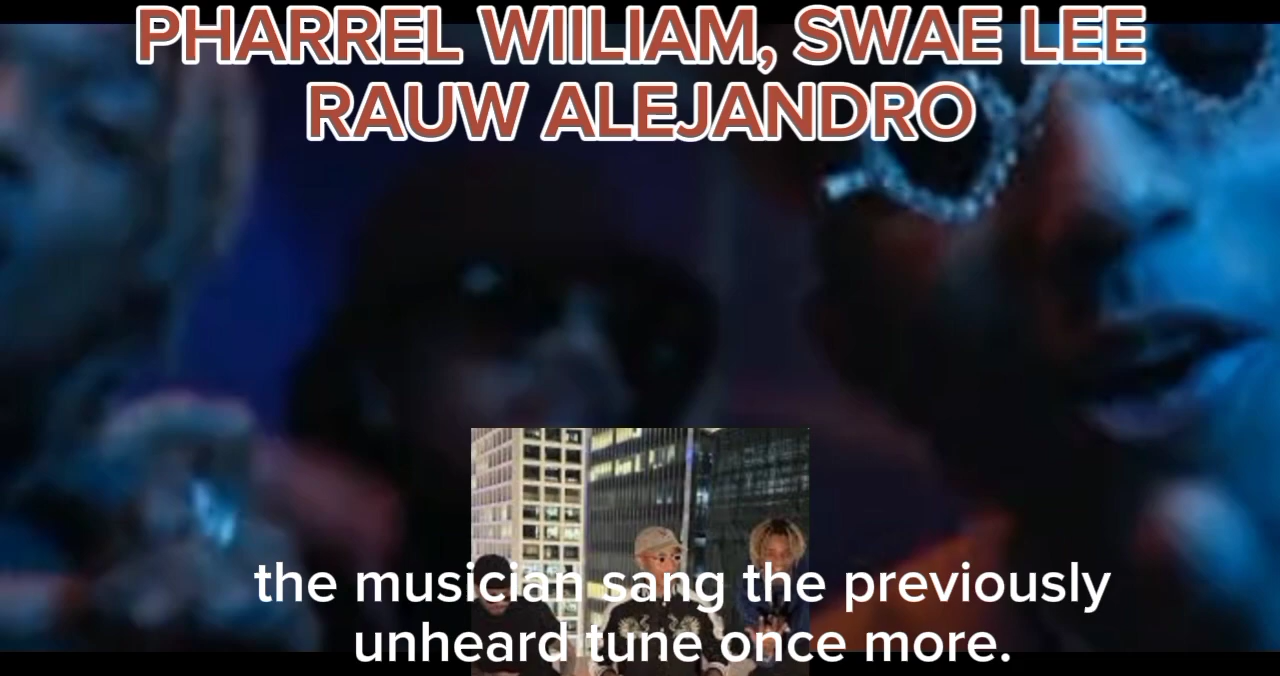 PHARREL WIILIAM, SWAE LEE
RAUW ALEJANDRO
the musician sang the previously
unheard tune once more.